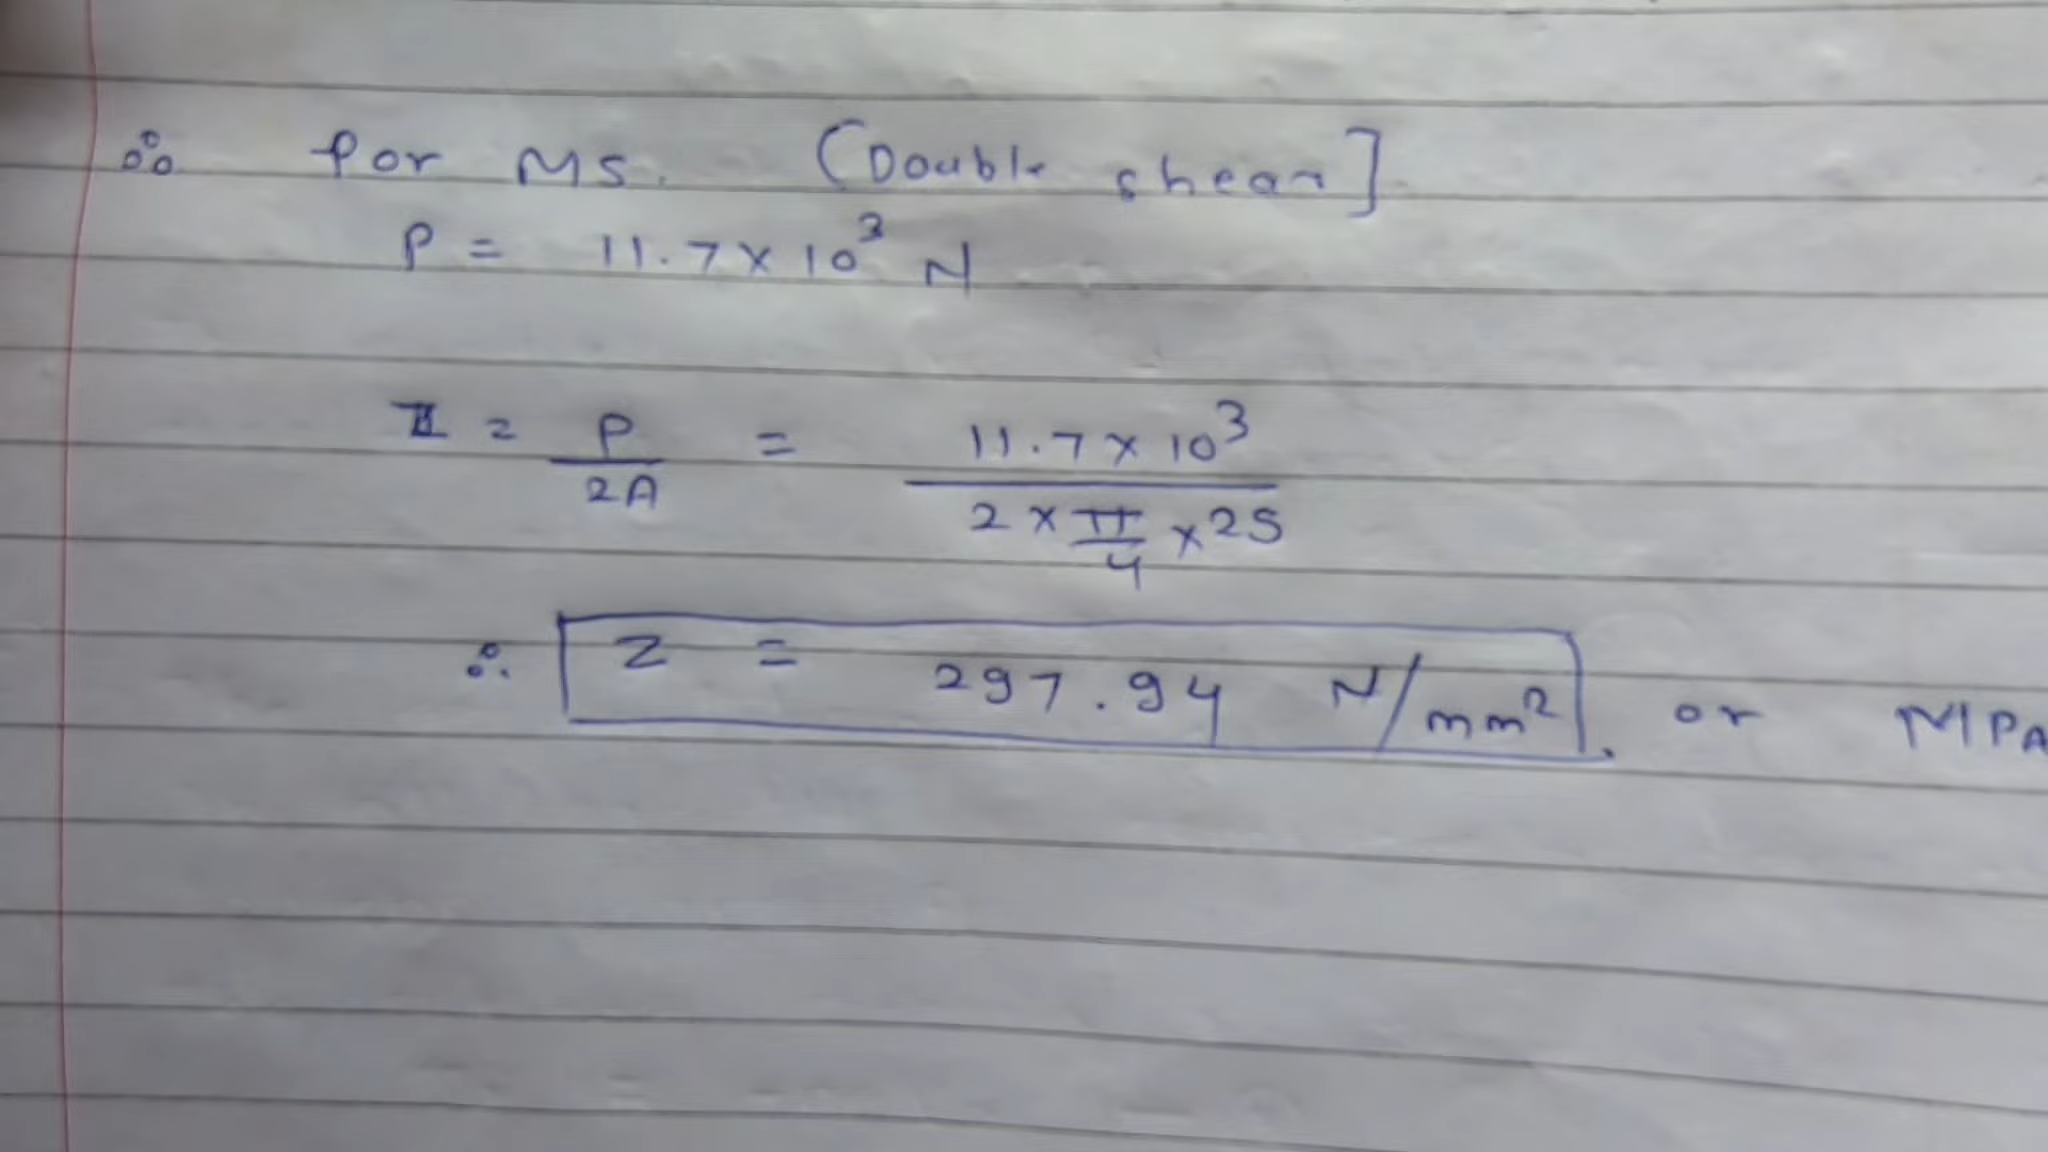 ∴ for MS. (Double shear]
P = 11.7 x 10³ N
= P/2A = 11.7 x 10³ / 2 x π/4 x 25
∴ Z = 297.94 N/mm². or MPA